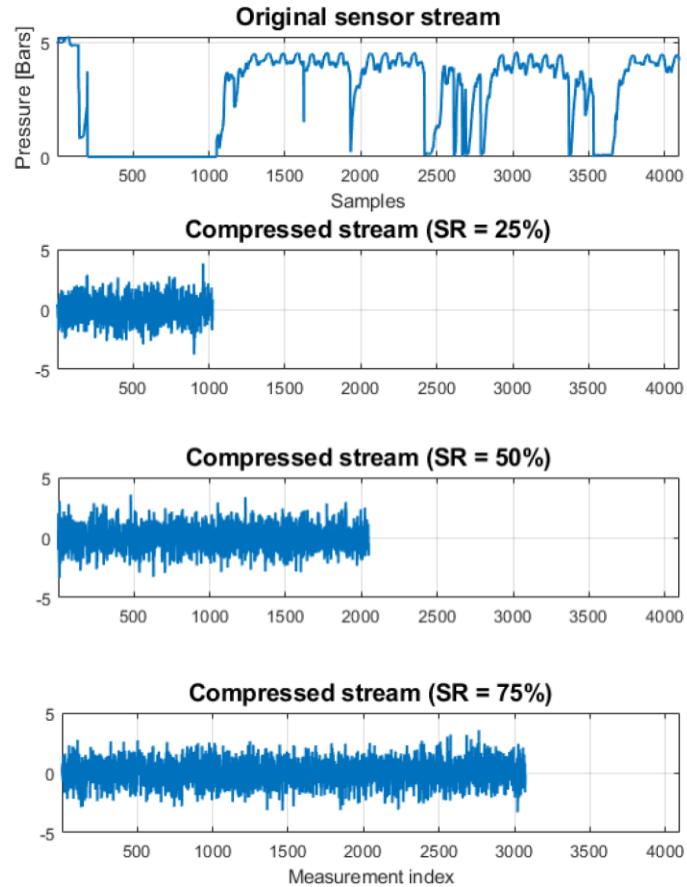 Original sensor stream
Pressure [Bars]
5
0
500 1000 1500 2000 2500 3000 3500 4000
Samples
Compressed stream (SR = 25%)
5
0
-5
500 1000 1500 2000 2500 3000 3500 4000
Compressed stream (SR = 50%)
5
0
-5
500 1000 1500 2000 2500 3000 3500 4000
Compressed stream (SR = 75%)
5
0
-5
500 1000 1500 2000 2500 3000 3500 4000
Measurement index